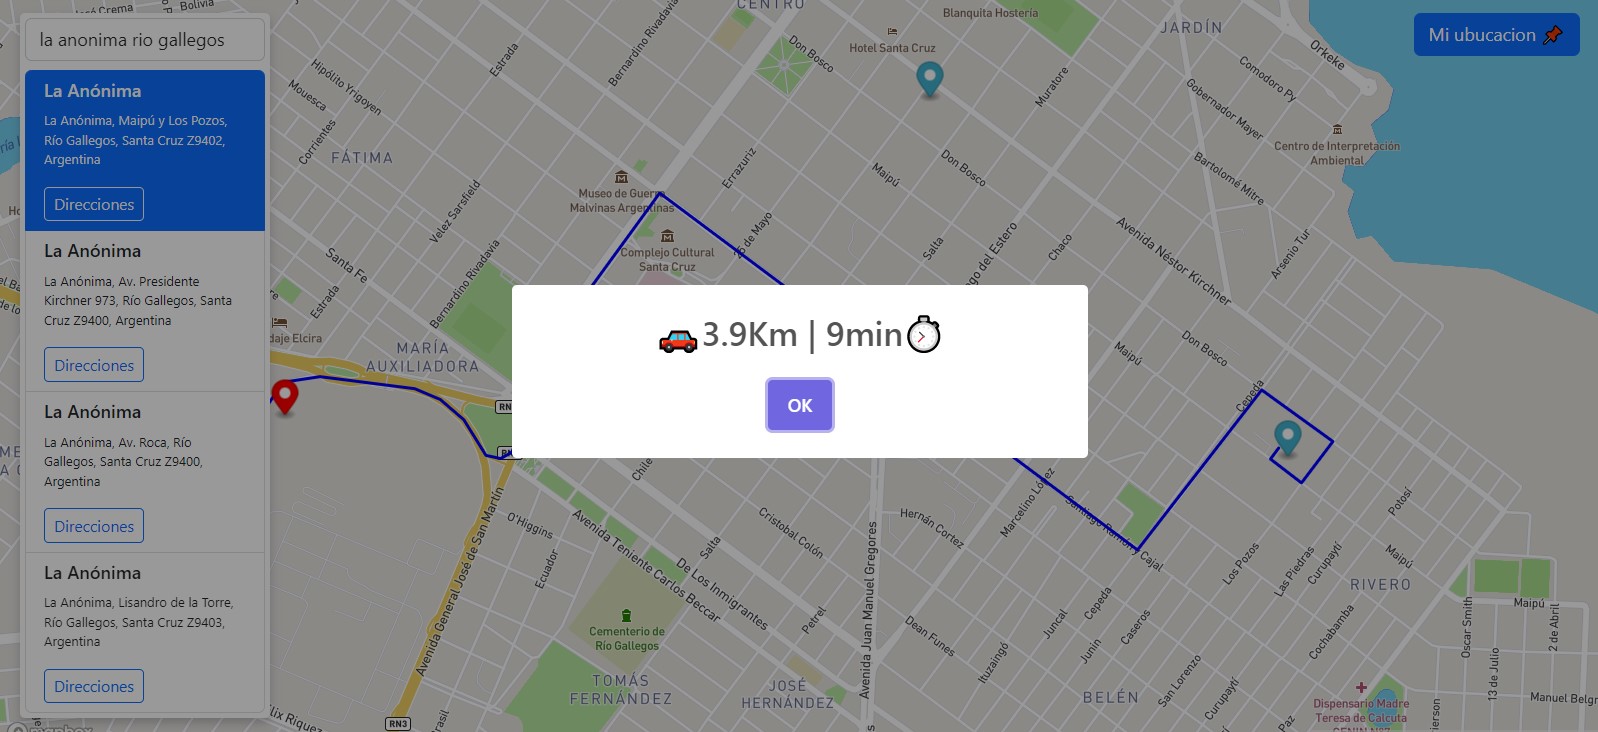 la anonima rio gallegos
La Anónima
La Anónima, Maipú y Los Pozos,
Río Gallegos, Santa Cruz Z9402,
Argentina
Direcciones
La Anónima
La Anónima, Av. Presidente
Kirchner 973, Río Gallegos, Santa
Cruz Z9400, Argentina
Direcciones
La Anónima
La Anónima, Av. Roca, Río
Gallegos, Santa Cruz Z9400,
Argentina
Direcciones
La Anónima
La Anónima, Lisandro de la Torre,
Río Gallegos, Santa Cruz Z9403,
Argentina
Direcciones
Mi ubucacion
3.9Km | 9min
OK
Crema
Bolivia
CENTRO
Blanquita Hostería
JARDÍN
Orkeke
Hotel Santa Cruz
Don Bosco
Bernardino Rivadavia
Estrada
Hipólito Yrigoyen
Mouesca
Corrientes
FÁTIMA
Muratore
Comodoro Py
Gobernador Mayer
Centro de Interpretación
Ambiental
Bartolomé Mitre
Don Bosco
Maipú
Errazuriz
Museo de Guerra
Malvinas Argentinas
Velez Sarsfield
25 de Mayo
Complejo Cultural
Santa Cruz
Salta
Chaco
Avenida Néstor Kirchner
Arsenio Tur
Santa Fe
Estrada
Bernardino Rivadavia
Elcira
MARÍA
AUXILIADORA
Maipú
Don Bosco
Cepeda
Chile
Marcelino López
Santiago Ramón y Cajal
Potosí
Hernán Cortez
Cristobal Colón
O'Higgins
Ecuador
Avenida Teniente Carlos Beccar
Salta
De Los Inmigrantes
Petrel
Avenida General José de San Martín
Avenida Juan Manuel Gregores
Los Pozos
Las Piedras
Curupaytí
Maipú
RIVERO
Cementerio de
Río Gallegos
Dean Funes
Ituzaingó
Juncal
Cepeda
Junin
Caseros
Cochabamba
Oscar Smith
Maipú
2 de Abril
13 de Julio
San Lorenzo
Curupaytí
TOMÁS
FERNÁNDEZ
JOSÉ
HERNÁNDEZ
BELÉN
Dispensario Madre
Teresa de Calcuta
Manuel Belgr
Paz
RN3
mapbox